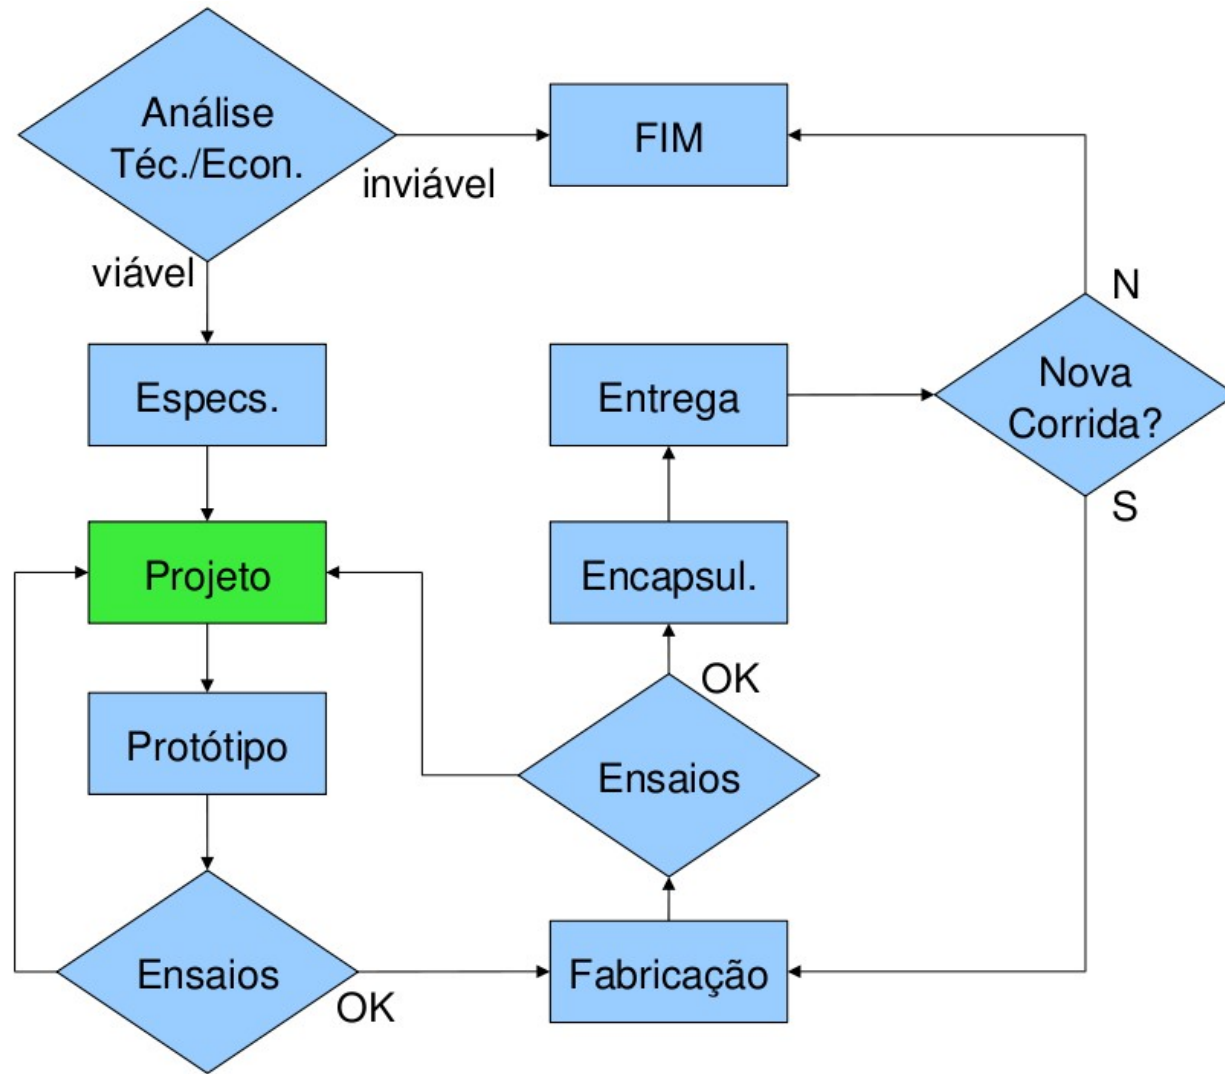 Análise
Téc./Econ.
FIM
inviável
viável
N
Especs.
Entrega
Nova
Corrida?
S
Projeto
Encapsul.
OK
Protótipo
Ensaios
Ensaios
OK
Fabricação